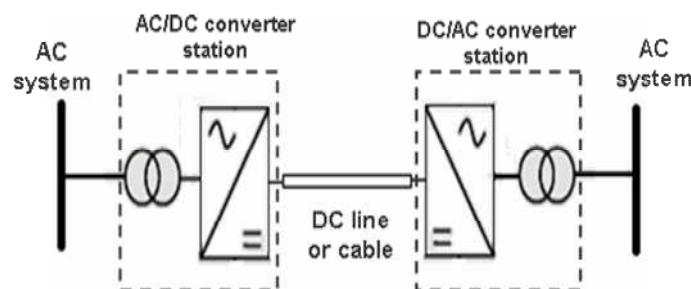 AC
system
AC/DC converter
station
DC/AC converter
station
AC
system
DC line
or cable